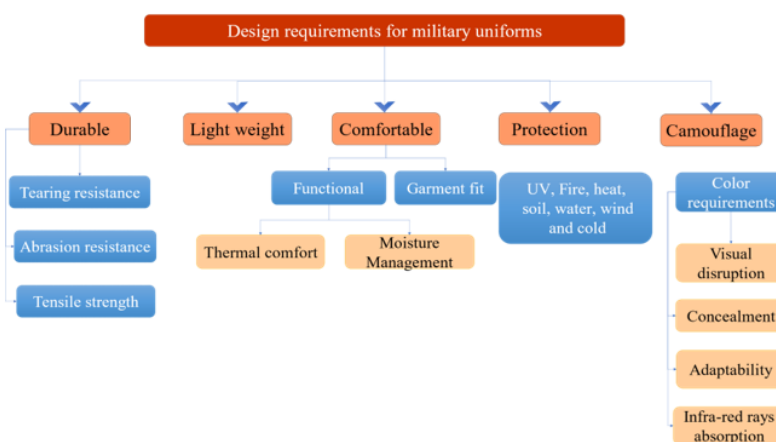 Design requirements for military uniforms
Durable
Light weight
Comfortable
Protection
Camouflage
Tearing resistance
Abrasion resistance
Tensile strength
Functional
Garment fit
Thermal comfort
Moisture
Management
UV, Fire, heat,
soil, water, wind
and cold
Color
requirements
Visual
disruption
Concealment
Adaptability
Infra-red rays
absorption